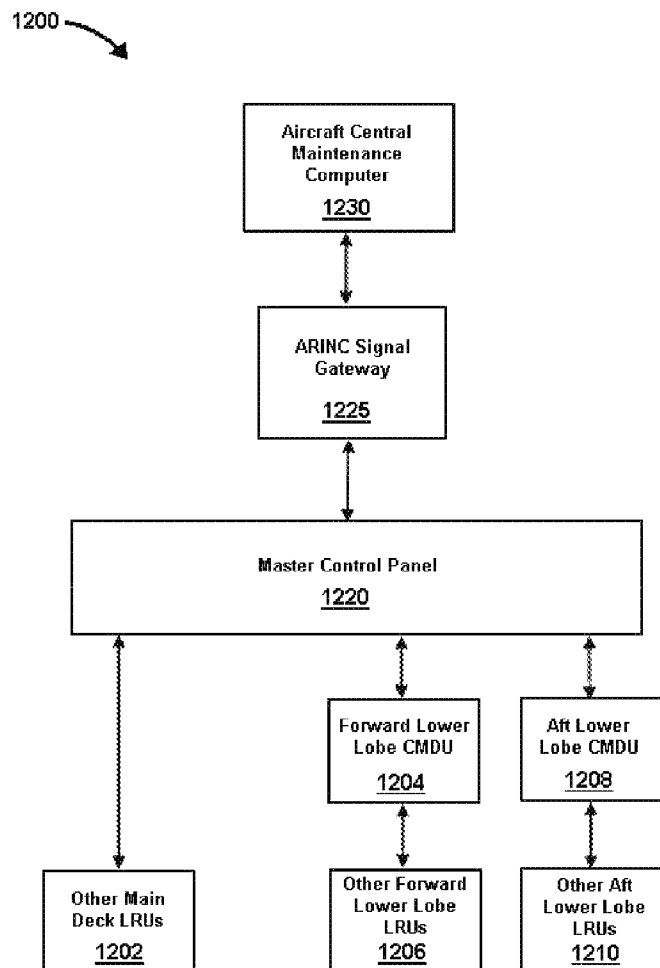 1200
Aircraft Central
Maintenance
Computer
1230
ARINC Signal
Gateway
1225
Master Control Panel
1220
Forward Lower
Lobe CMDU
1204
Aft Lower
Lobe CMDU
1208
Other Main
Deck LRUs
1202
Other Forward
Lower Lobe
LRUs
1206
Other Aft
Lower Lobe
LRUs
1210